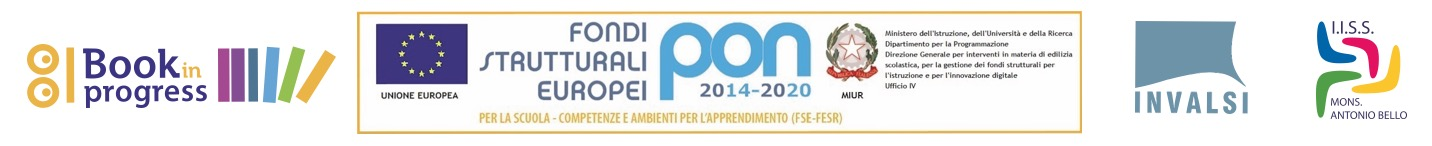 Book in
progress
UNIONE EUROPEA
FONDI
STRUTTURALI
EUROPEI
pon
2014-2020
MIUR
Ministero dell'Istruzione, dell'Università e della Ricerca
Dipartimento per la Programmazione
Direzione Generale per interventi in materia di edilizia
scolastica, per la gestione dei fondi strutturali per
l'istruzione e per l'innovazione digitale
Ufficio IV
PER LA SCUOLA - COMPETENZE E AMBIENTI PER L'APPRENDIMENTO (FSE-FESR)
INVALSI
I.I.S.S.
MONS.
ANTONIO BELLO